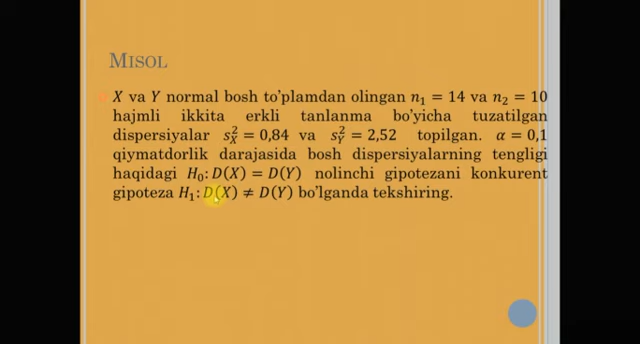 MISOL
X va Y normal bosh to'plamdan olingan n₁ = 14 va n₂ = 10
hajmli ikkita erkli tanlanma bo'yicha tuzatilgan
dispersiyalar s²_X = 0,84 va s²_Y = 2,52 topilgan. α = 0,1
qiymatdorlik darajasida bosh dispersiyalarning tengligi
haqidagi H₀: D(X) = D(Y) nolinchi gipotezani konkurent
gipoteza H₁: D(X) ≠ D(Y) bo'lganda tekshiring.